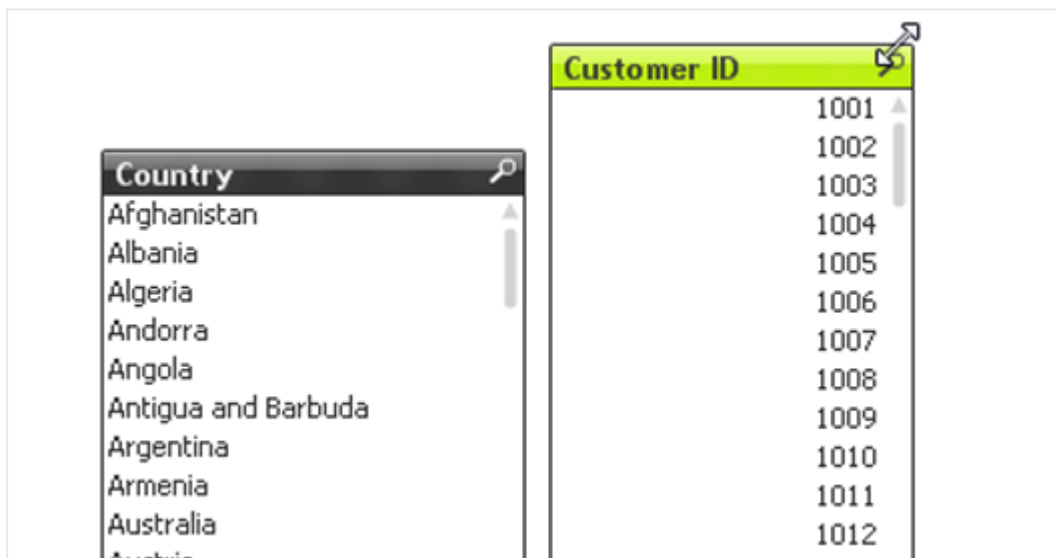 Customer ID
1001
1002
1003
1004
1005
1006
1007
1008
1009
1010
1011
1012
Country
Afghanistan
Albania
Algeria
Andorra
Angola
Antigua and Barbuda
Argentina
Armenia
Australia